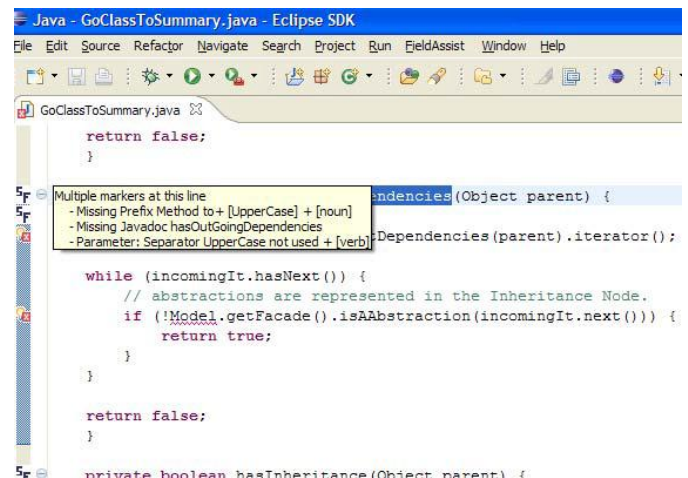 Java - GoClassToSummary.java - Eclipse SDK
File Edit Source Refactor Navigate Search Project Run FieldAssist Window Help
GoClassToSummary.java
return false;
}
Multiple markers at this line
- Missing Prefix Method to+ [UpperCase] + [noun]
- Missing Javadoc hasOutGoingDependencies
- Parameter: Separator UpperCase not used + [verb]
endencies(Object parent) {
tDependencies(parent).iterator();
while (incomingIt.hasNext()) {
// abstractions are represented in the Inheritance Node.
if (!Model.getFacade().isAAbstraction(incomingIt.next())) {
return true;
}
}
return false;
}
private boolean hasInheritance(Object parent) {